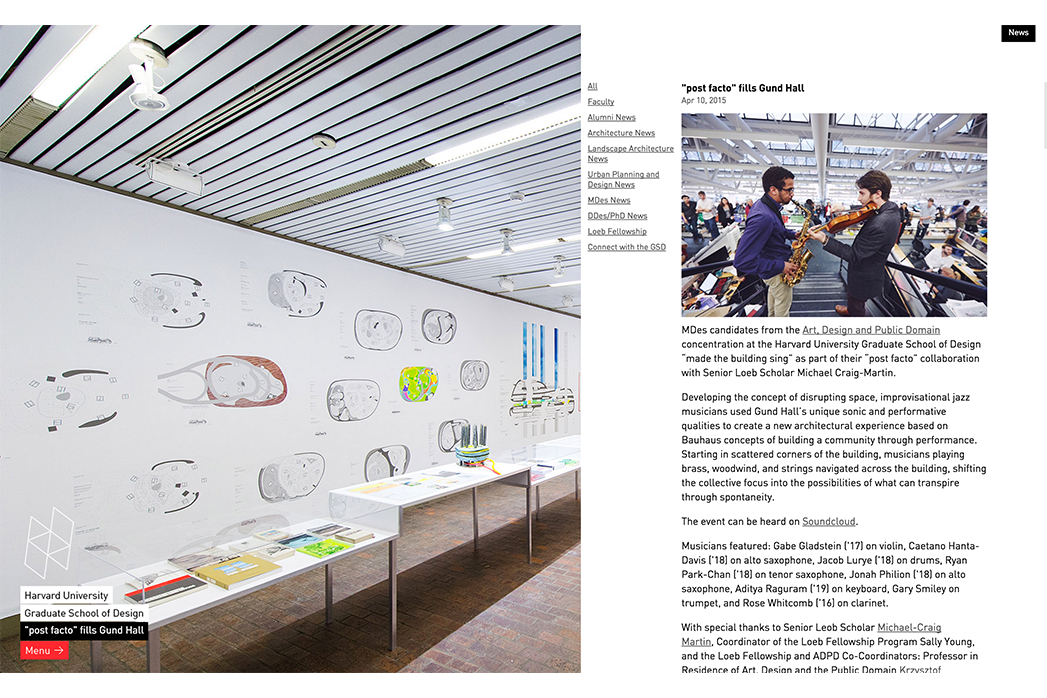 News
All
Faculty
Alumni News
Architecture News
Landscape Architecture
News
Urban Planning and
Design News
MDes News
DDes/PhD News
Loeb Fellowship
Connect with the GSD
"post facto" fills Gund Hall
Apr 10, 2015
MDes candidates from the Art, Design and Public Domain
concentration at the Harvard University Graduate School of Design
"made the building sing" as part of their "post facto" collaboration
with Senior Loeb Scholar Michael Craig-Martin.
Developing the concept of disrupting space, improvisational jazz
musicians used Gund Hall's unique sonic and performative
qualities to create a new architectural experience based on
Bauhaus concepts of building a community through performance.
Starting in scattered corners of the building, musicians playing
brass, woodwind, and strings navigated across the building, shifting
the collective focus into the possibilities of what can transpire
through spontaneity.
The event can be heard on Soundcloud.
Musicians featured: Gabe Gladstein ('17) on violin, Caetano Hanta-
Davis ('18) on alto saxophone, Jacob Lurye ('18) on drums, Ryan
Park-Chan ('18) on tenor saxophone, Jonah Philion ('18) on alto
saxophone, Aditya Raguram ('19) on keyboard, Gary Smiley on
trumpet, and Rose Whitcomb ('16) on clarinet.
With special thanks to Senior Leob Scholar Michael-Craig
Martin, Coordinator of the Loeb Fellowship Program Sally Young,
and the Loeb Fellowship and ADPD Co-Coordinators: Professor in
Residence of Art, Design and the Public Domain Krzysztof
Harvard University
Graduate School of Design
"post facto" fills Gund Hall
Menu →